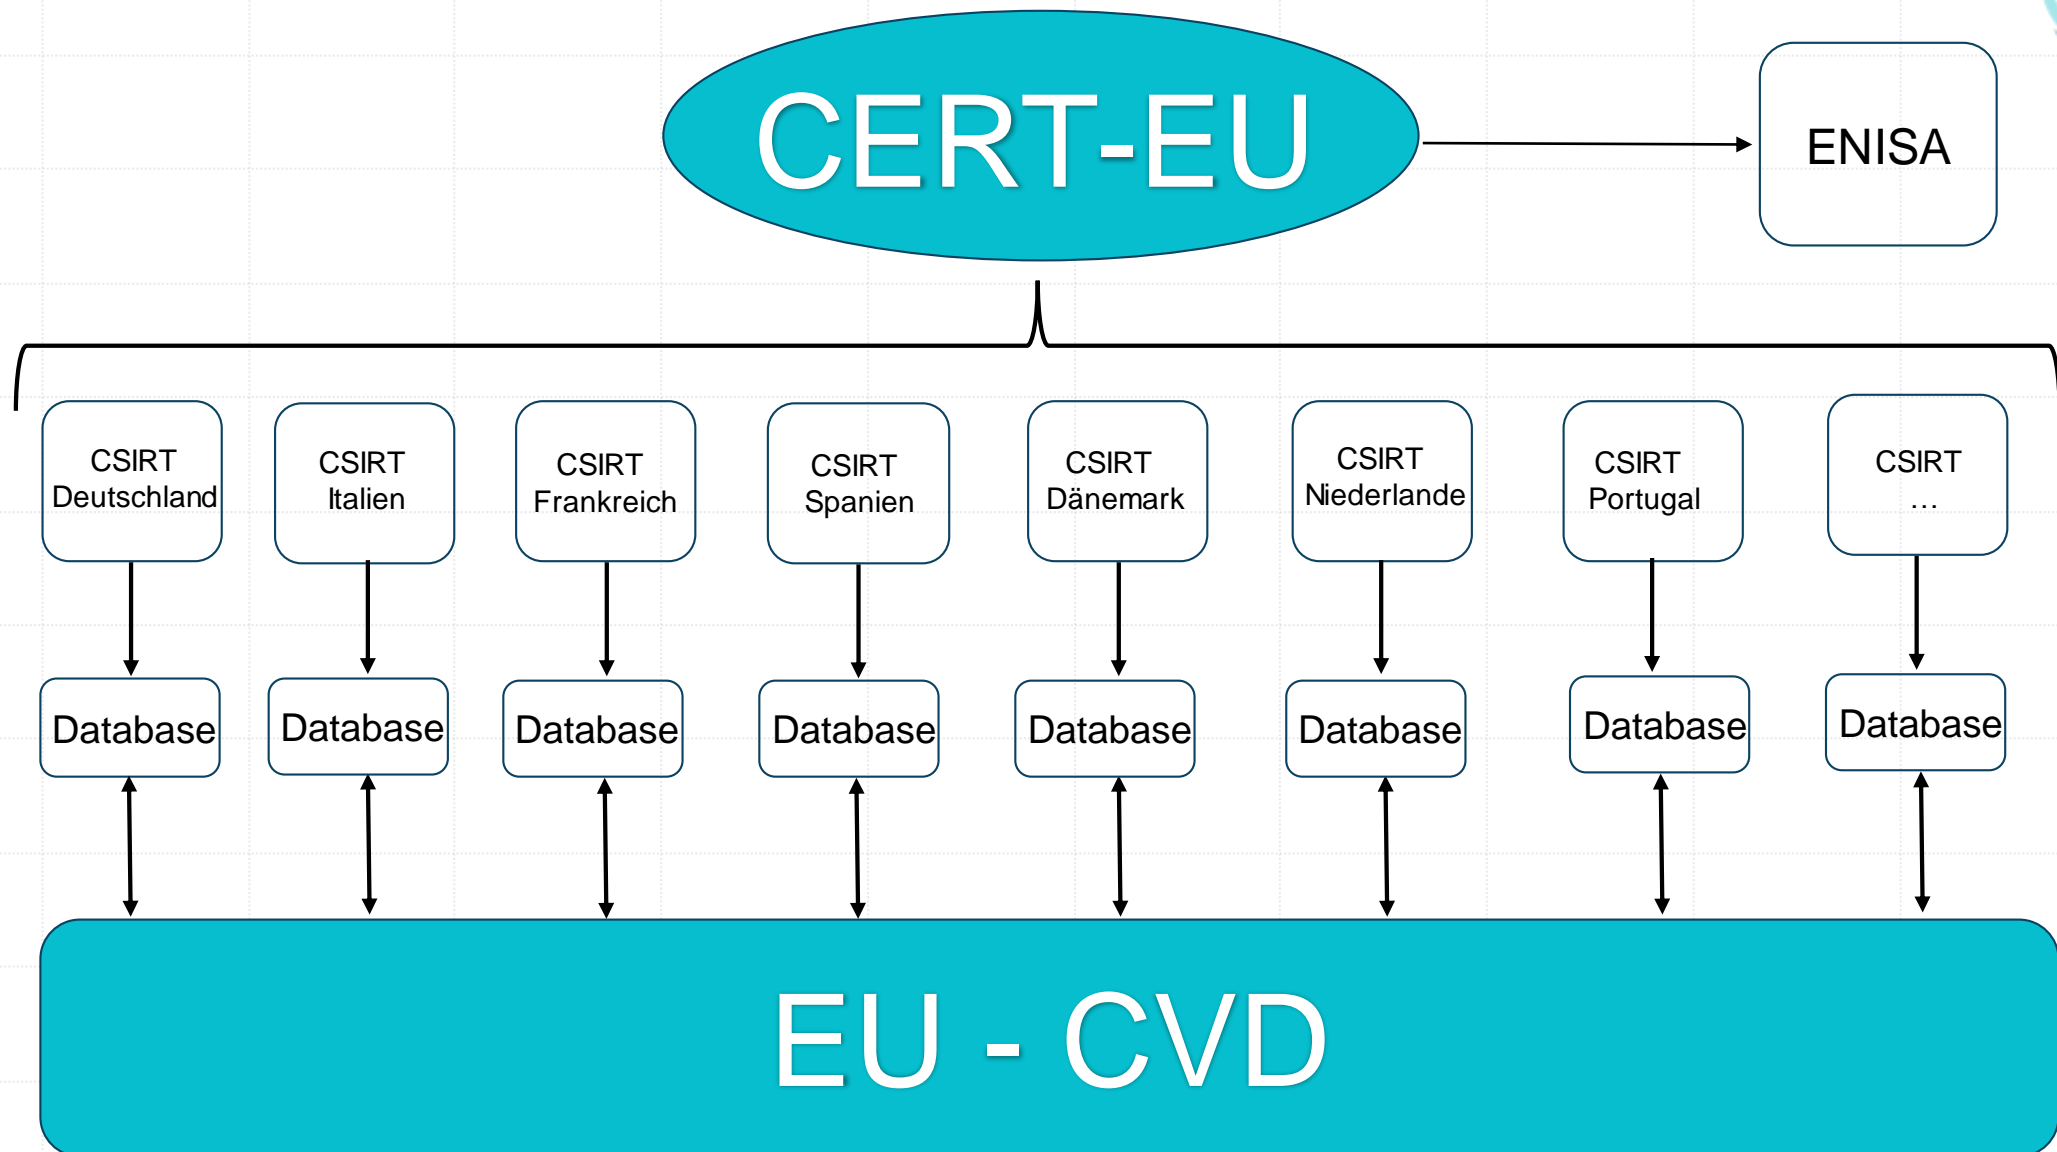 CERT-EU
ENISA
CSIRT
Deutschland
CSIRT
Italien
CSIRT
Frankreich
CSIRT
Spanien
CSIRT
Dänemark
CSIRT
Niederlande
CSIRT
Portugal
CSIRT
...
Database
Database
Database
Database
Database
Database
Database
Database
EU - CVD